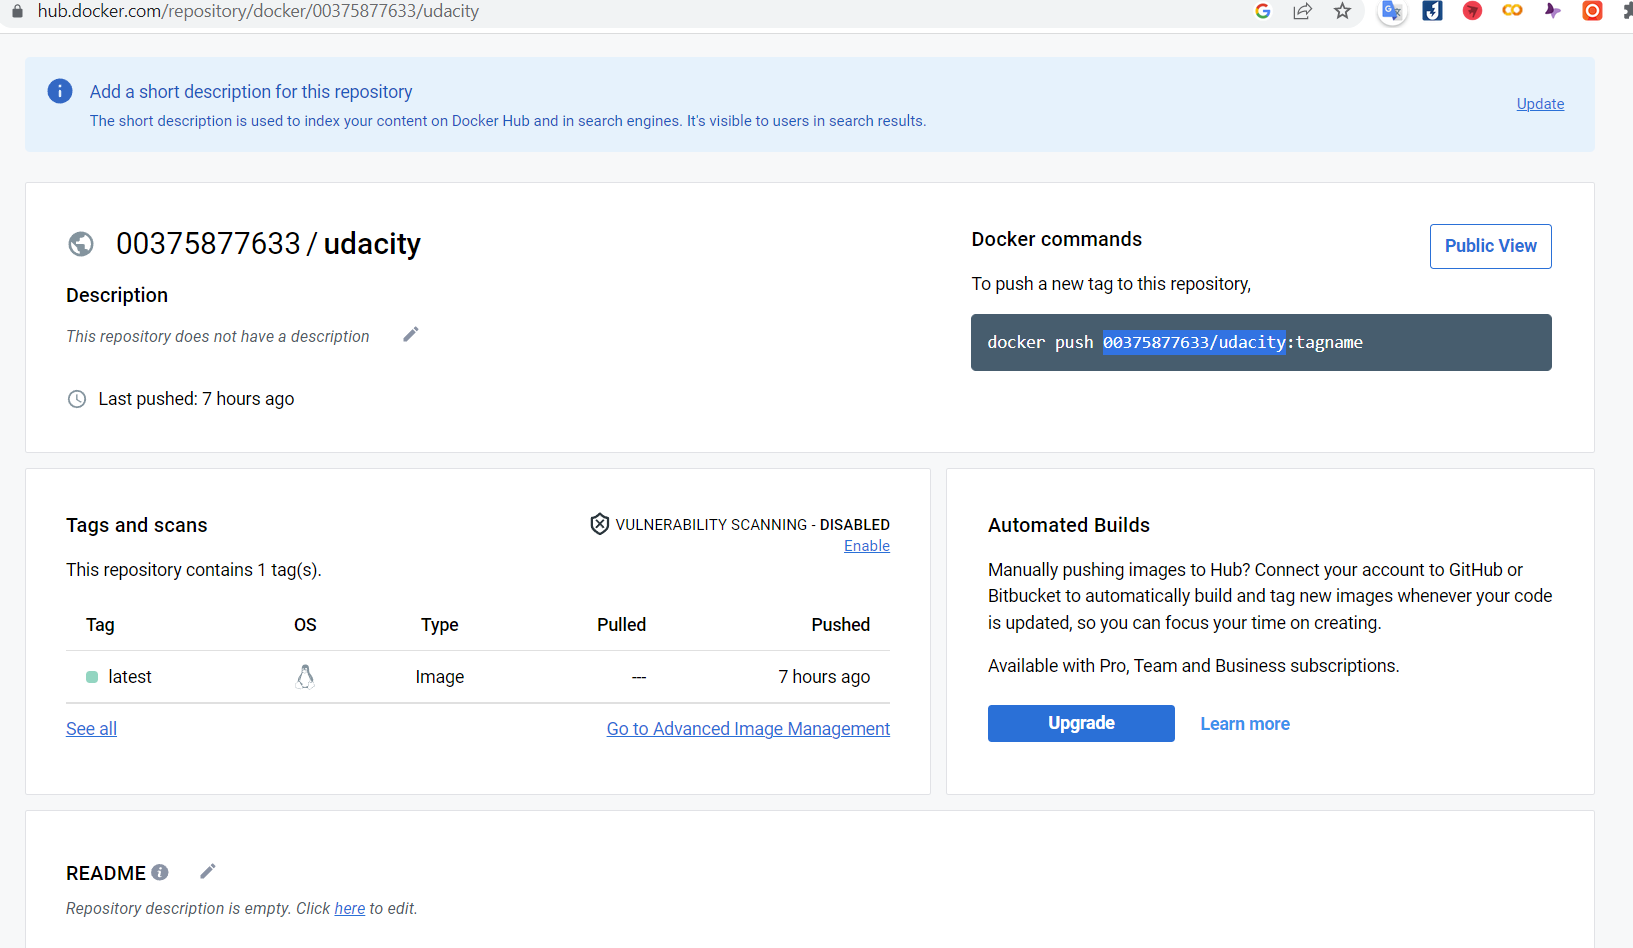 hub.docker.com/repository/docker/00375877633/udacity
Add a short description for this repository
The short description is used to index your content on Docker Hub and in search engines. It's visible to users in search results.
Update
00375877633 / udacity
Description
This repository does not have a description
Last pushed: 7 hours ago
Docker commands
Public View
To push a new tag to this repository,
docker push 00375877633/udacity:tagname
Tags and scans
VULNERABILITY SCANNING - DISABLED
Enable
This repository contains 1 tag(s).
Tag OS Type Pulled Pushed
latest Image --- 7 hours ago
See all
Go to Advanced Image Management
Automated Builds
Manually pushing images to Hub? Connect your account to GitHub or
Bitbucket to automatically build and tag new images whenever your code
is updated, so you can focus your time on creating.
Available with Pro, Team and Business subscriptions.
Upgrade
Learn more
README
Repository description is empty. Click here to edit.